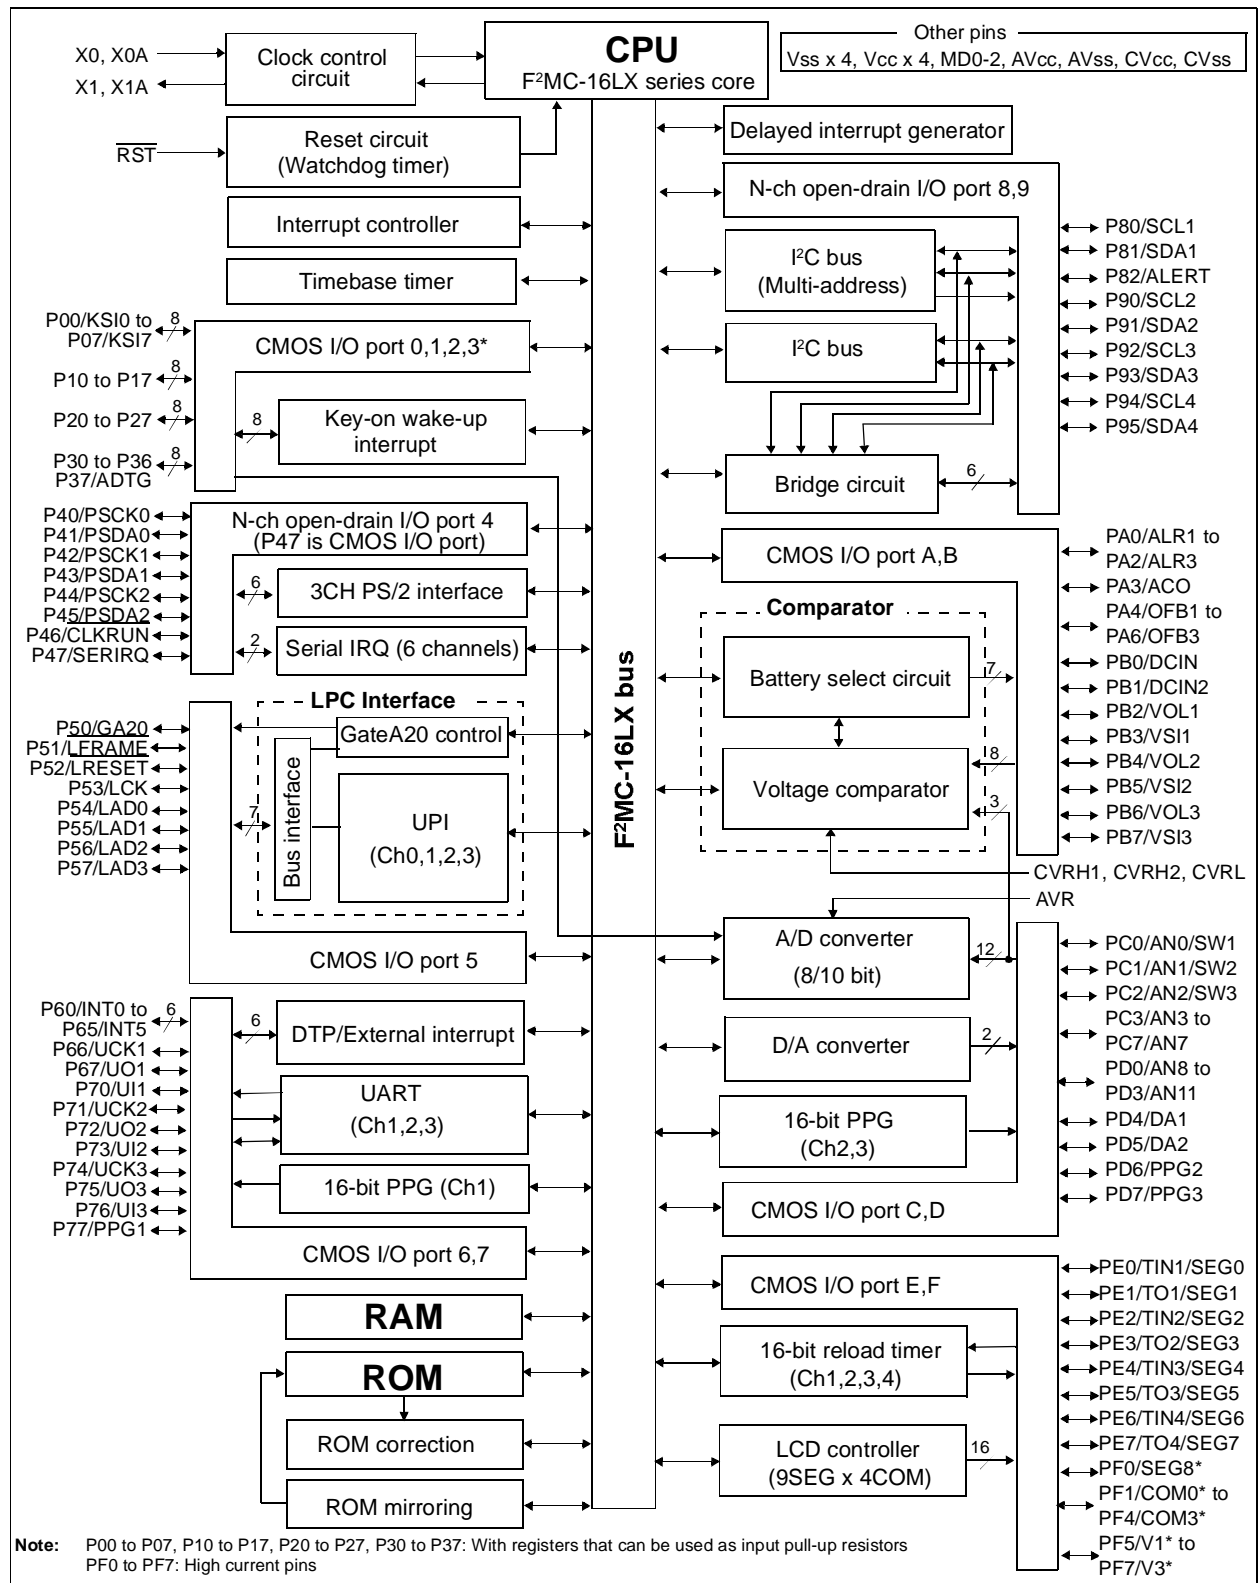 CPU
F²MC-16LX series core
Other pins
Vss x 4, Vcc x 4, MD0-2, AVcc, AVss, CVcc, CVss
X0, X0A
X1, X1A
Clock control
circuit
RST
Reset circuit
(Watchdog timer)
Interrupt controller
Timebase timer
P00/KSI0 to
P07/KSI7
8
P10 to P17
8
P20 to P27
8
P30 to P36
P37/ADTG
8
CMOS I/O port 0,1,2,3*
8
Key-on wake-up
interrupt
P40/PSCK0
P41/PSDA0
P42/PSCK1
P43/PSDA1
P44/PSCK2
P45/PSDA2
P46/CLKRUN
P47/SERIRQ
N-ch open-drain I/O port 4
(P47 is CMOS I/O port)
6
3CH PS/2 interface
2
Serial IRQ (6 channels)
LPC Interface
P50/GA20
P51/LFRAME
P52/LRESET
P53/LCK
P54/LAD0
P55/LAD1
P56/LAD2
P57/LAD3
GateA20 control
7
Bus interface
UPI
(Ch0,1,2,3)
CMOS I/O port 5
P60/INT0 to
P65/INT5
6
P66/UCK1
P67/UO1
P70/UI1
P71/UCK2
P72/UO2
P73/UI2
P74/UCK3
P75/UO3
P76/UI3
P77/PPG1
6
DTP/External interrupt
UART
(Ch1,2,3)
16-bit PPG (Ch1)
CMOS I/O port 6,7
RAM
ROM
ROM correction
ROM mirroring
F²MC-16LX bus
Delayed interrupt generator
N-ch open-drain I/O port 8,9
I²C bus
(Multi-address)
I²C bus
Bridge circuit
6
P80/SCL1
P81/SDA1
P82/ALERT
P90/SCL2
P91/SDA2
P92/SCL3
P93/SDA3
P94/SCL4
P95/SDA4
CMOS I/O port A,B
Comparator
Battery select circuit
7
Voltage comparator
8
3
PA0/ALR1 to
PA2/ALR3
PA3/ACO
PA4/OFB1 to
PA6/OFB3
PB0/DCIN
PB1/DCIN2
PB2/VOL1
PB3/VSI1
PB4/VOL2
PB5/VSI2
PB6/VOL3
PB7/VSI3
CVRH1, CVRH2, CVRL
AVR
A/D converter
(8/10 bit)
12
D/A converter
2
16-bit PPG
(Ch2,3)
CMOS I/O port C,D
PC0/AN0/SW1
PC1/AN1/SW2
PC2/AN2/SW3
PC3/AN3 to
PC7/AN7
PD0/AN8 to
PD3/AN11
PD4/DA1
PD5/DA2
PD6/PPG2
PD7/PPG3
CMOS I/O port E,F
16-bit reload timer
(Ch1,2,3,4)
LCD controller
(9SEG x 4COM)
16
PE0/TIN1/SEG0
PE1/TO1/SEG1
PE2/TIN2/SEG2
PE3/TO2/SEG3
PE4/TIN3/SEG4
PE5/TO3/SEG5
PE6/TIN4/SEG6
PE7/TO4/SEG7
PF0/SEG8*
PF1/COM0* to
PF4/COM3*
PF5/V1* to
PF7/V3*
Note: P00 to P07, P10 to P17, P20 to P27, P30 to P37: With registers that can be used as input pull-up resistors
PF0 to PF7: High current pins